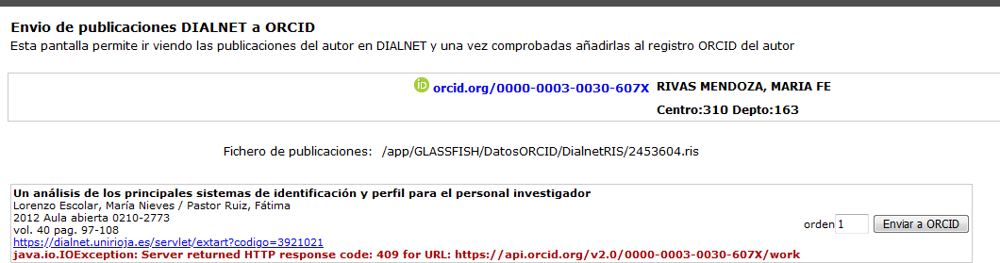 Envio de publicaciones DIALNET a ORCID
Esta pantalla permite ir viendo las publicaciones del autor en DIALNET y una vez comprobadas añadirlas al registro ORCID del autor
iD orcid.org/0000-0003-0030-607X RIVAS MENDOZA, MARIA FE
Centro:310 Depto:163
Fichero de publicaciones: /app/GLASSFISH/DatosORCID/DialnetRIS/2453604.ris
Un análisis de los principales sistemas de identificación y perfil para el personal investigador
Lorenzo Escolar, María Nieves / Pastor Ruiz, Fátima
2012 Aula abierta 0210-2773
vol. 40 pag. 97-108
orden 1 Enviar a ORCID
https://dialnet.unirioja.es/servlet/extart?codigo=3921021
java.io.IOException: Server returned HTTP response code: 409 for URL: https://api.orcid.org/v2.0/0000-0003-0030-607X/work